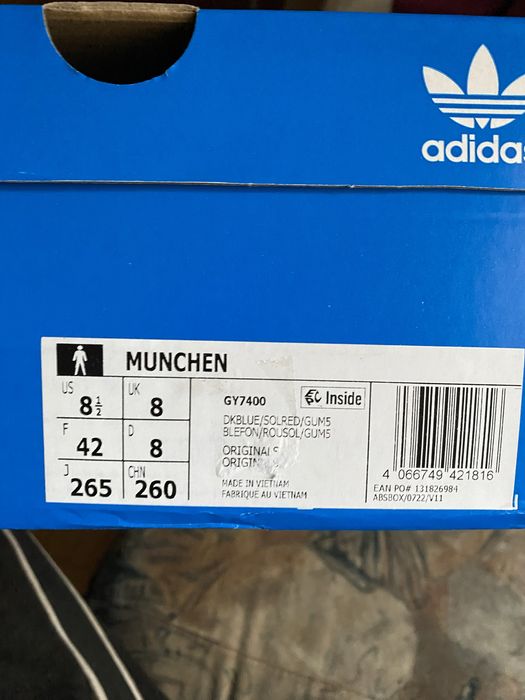 adidas
MUNCHEN
US 8½ UK 8
F 42 D 8
J 265 CHN 260
GY7400
Inside
DKBLUE/SOLRED/GUM5
BLEFON/ROUSOL/GUM5
ORIGINALS
MADE IN VIETNAM
FABRIQUE AU VIETNAM
4 066749 421816
EAN PO# 131826984
ABSBOX/0722/V11